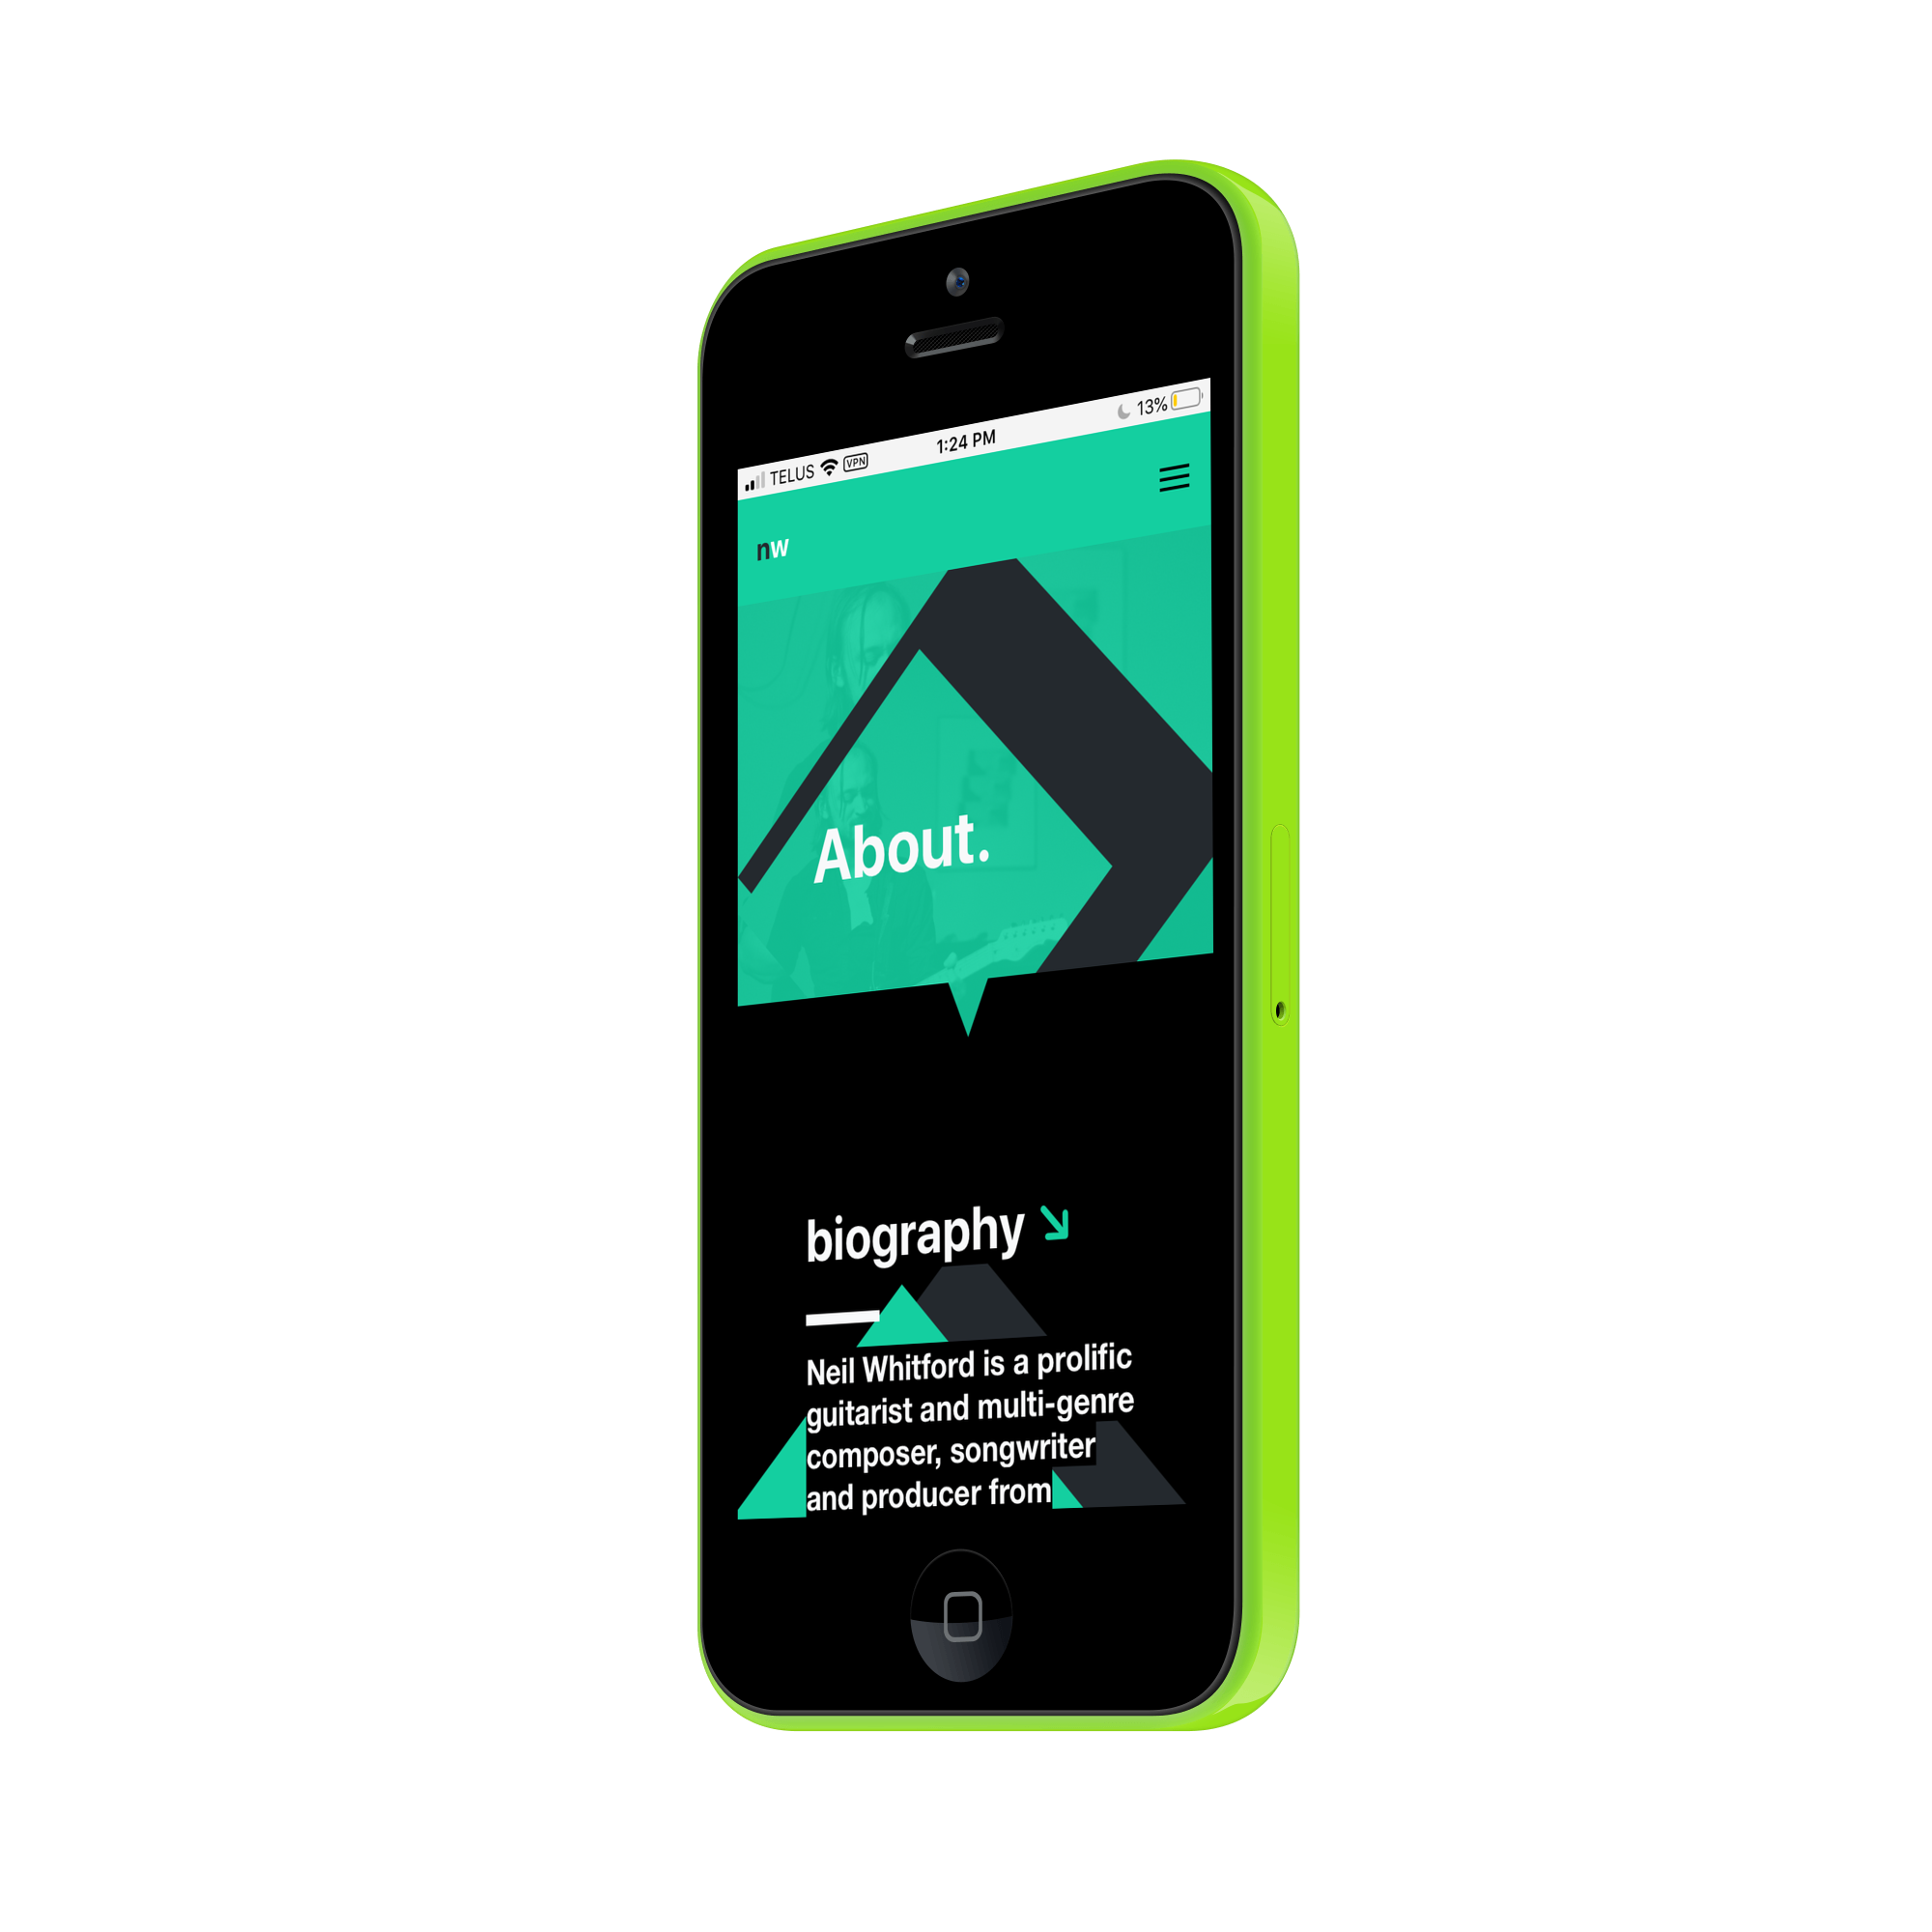 TELUS VPN 1:24 PM 13%
nw
About.
biography
Neil Whitford is a prolific
guitarist and multi-genre
composer, songwriter
and producer from